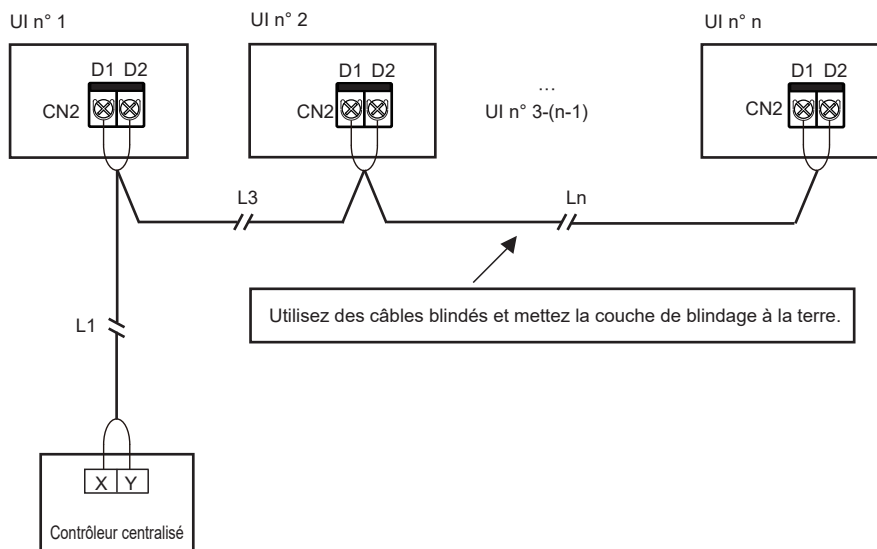 UI n° 1
UI n° 2
UI n° n
D1 D2
D1 D2
D1 D2
CN2
CN2
CN2
...
UI n° 3-(n-1)
L3
Ln
Utilisez des câbles blindés et mettez la couche de blindage à la terre.
L1
X Y
Contrôleur centralisé